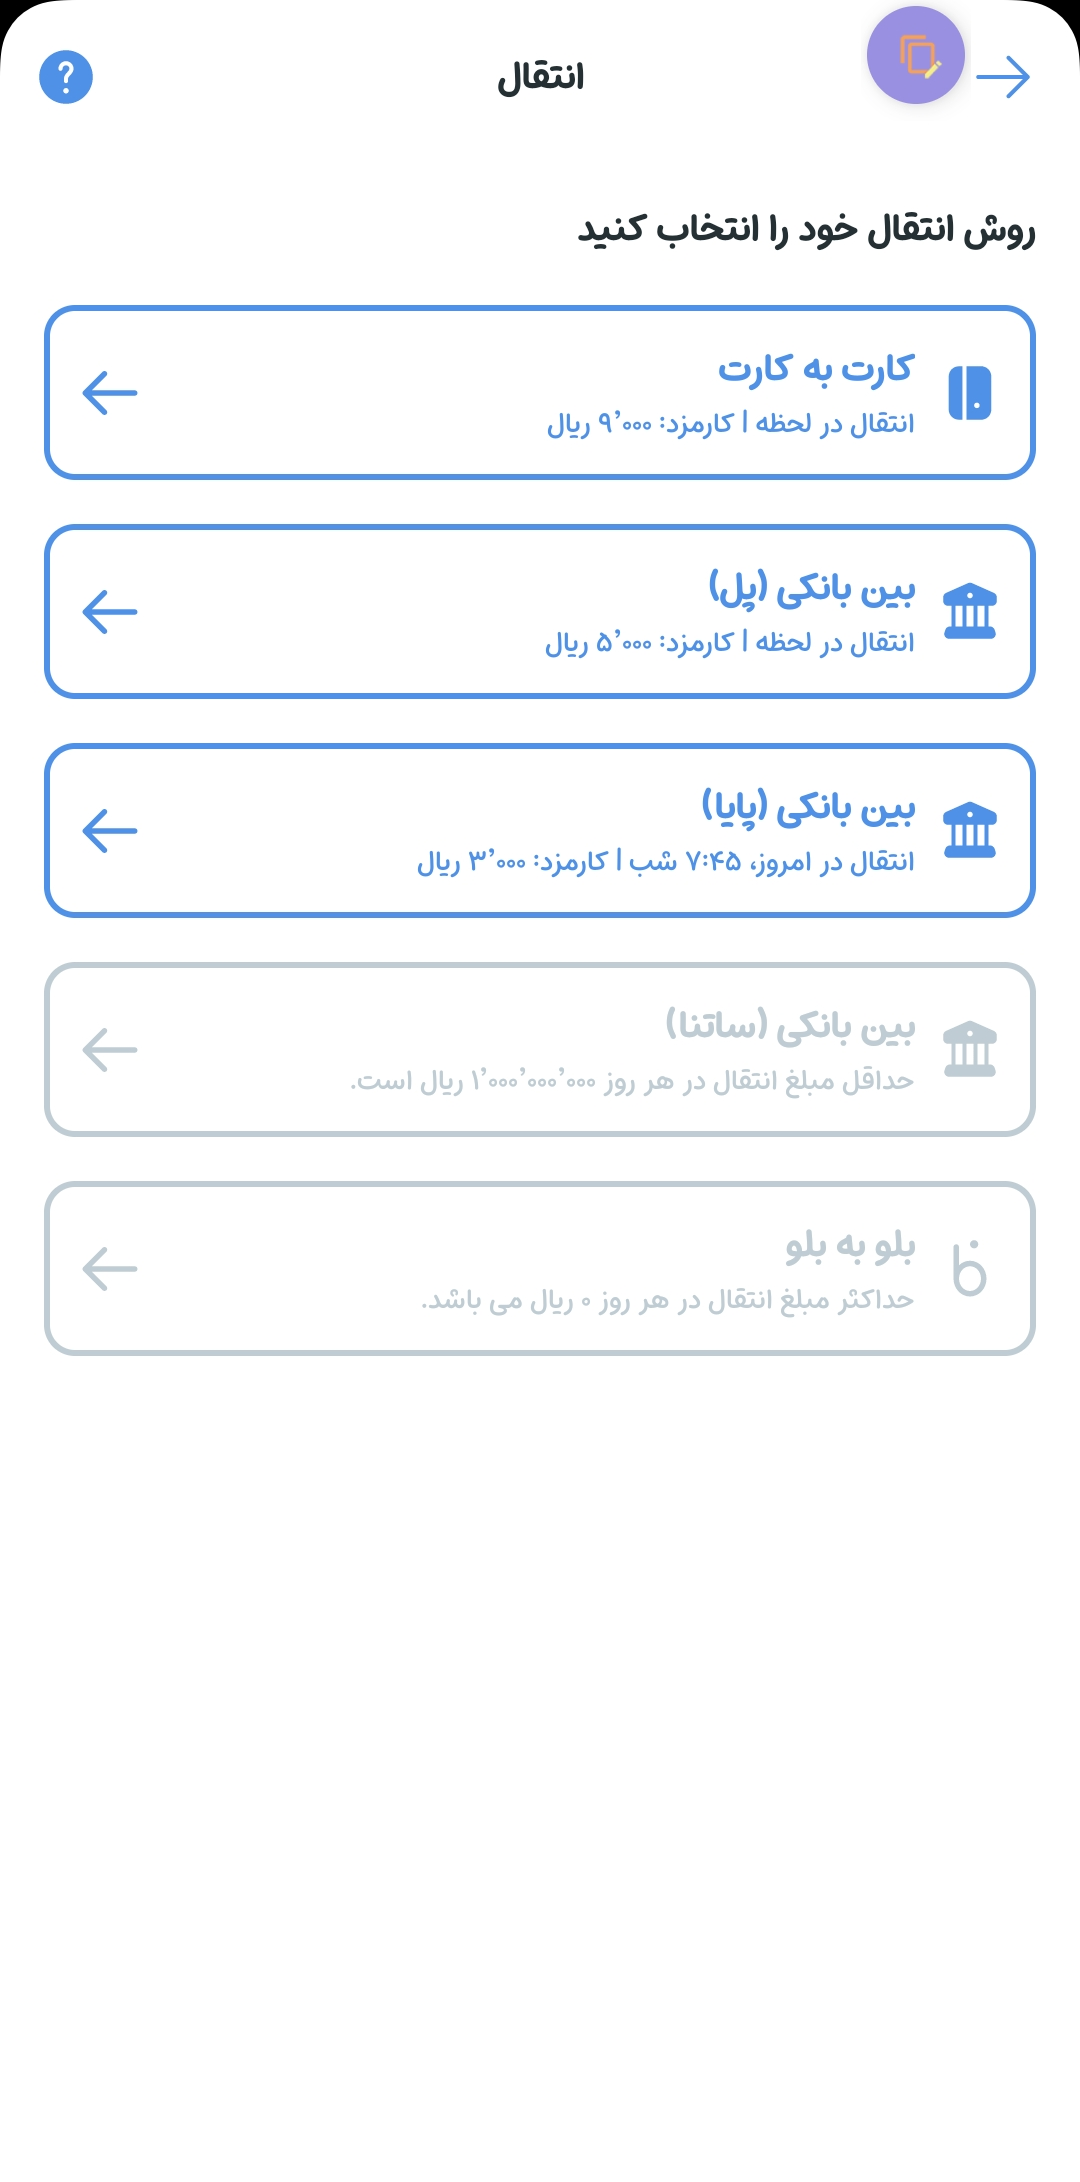 انتقال
روش انتقال خود را انتخاب کنید
کارت به کارت
انتقال در لحظه | کارمزد: ۹٬۰۰۰ ریال
بین بانکی (پل)
انتقال در لحظه | کارمزد: ۵٬۰۰۰ ریال
بین بانکی (پایا)
انتقال در امروز، ۷:۴۵ شب | کارمزد: ۳٬۰۰۰ ریال
بین بانکی (ساتنا)
حداقل مبلغ انتقال در هر روز ۱٬۰۰۰٬۰۰۰٬۰۰۰ ریال است.
بلو به بلو
حداکثر مبلغ انتقال در هر روز ۰ ریال می باشد.